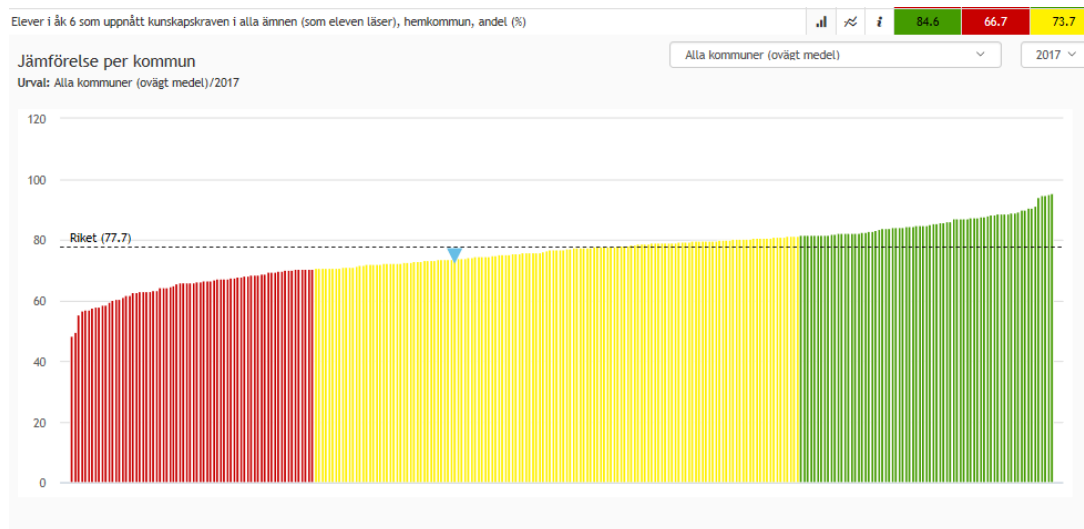 Elever i åk 6 som uppnått kunskapskraven i alla ämnen (som eleven läser), hemkommun, andel (%) i 84.6 66.7 73.7
Jämförelse per kommun
Alla kommuner (ovägt medel) 2017
Urval: Alla kommuner (ovägt medel)/2017
120
100
Riket (77.7)
80
60
40
20
0